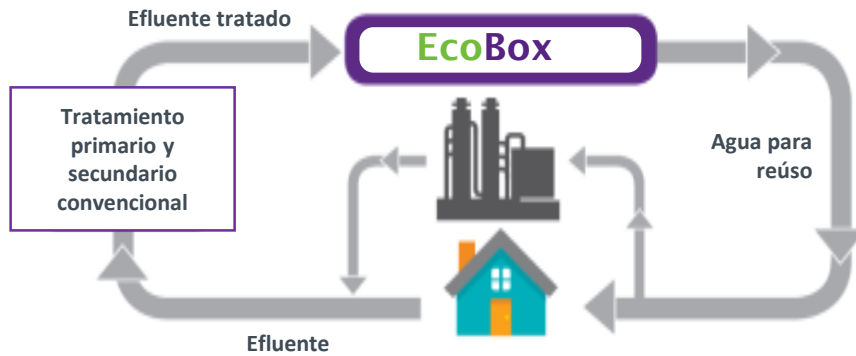 Efluente tratado
EcoBox
Tratamiento
primario y
secundario
convencional
Agua para
reúso
Efluente